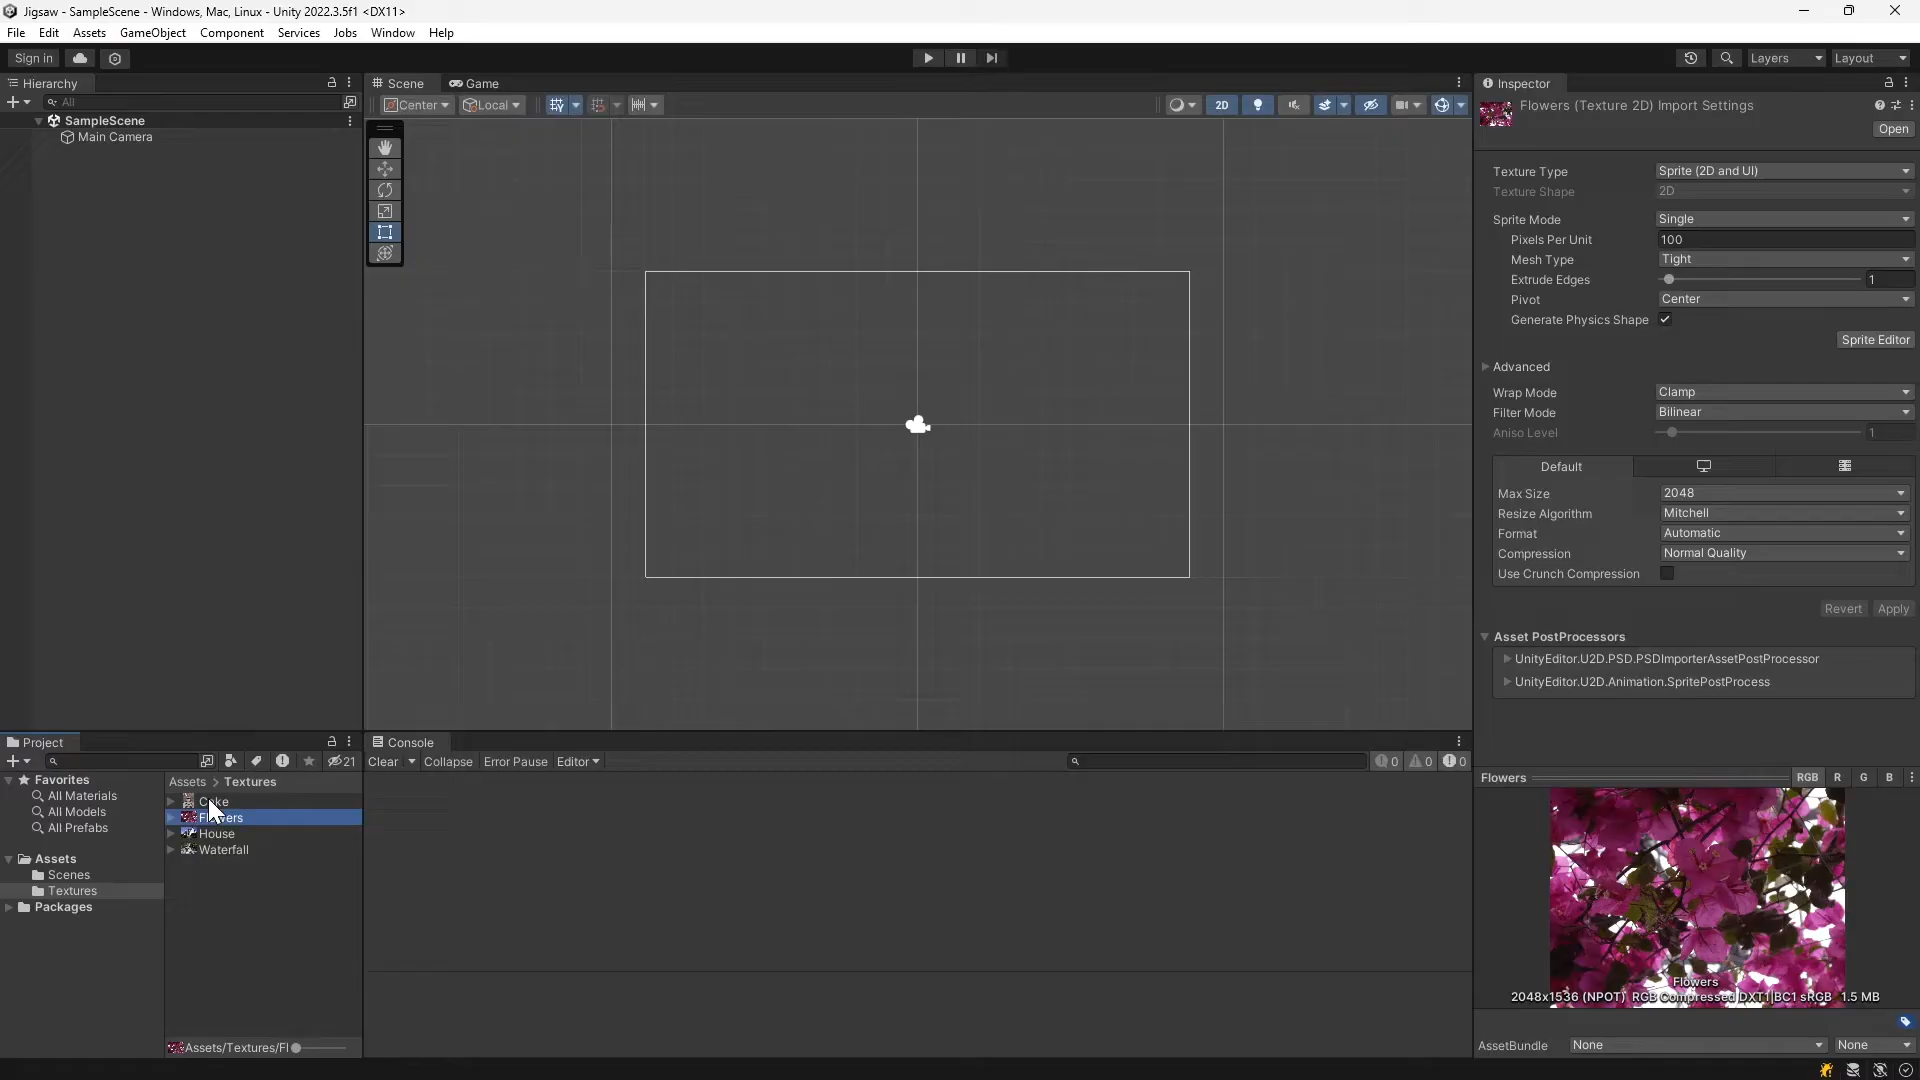 Jigsaw - SampleScene - Windows, Mac, Linux - Unity 2022.3.5f1 <DX11>
File Edit Assets GameObject Component Services Jobs Window Help
Sign in
Layers
Layout
Hierarchy
All
SampleScene
Main Camera
Scene
Game
Center
Local
2D
Inspector
Flowers (Texture 2D) Import Settings
Open
Texture Type Sprite (2D and UI)
Texture Shape 2D
Sprite Mode Single
Pixels Per Unit 100
Mesh Type Tight
Extrude Edges 1
Pivot Center
Generate Physics Shape
Sprite Editor
Advanced
Wrap Mode Clamp
Filter Mode Bilinear
Aniso Level 1
Default
Max Size 2048
Resize Algorithm Mitchell
Format Automatic
Compression Normal Quality
Use Crunch Compression
Revert Apply
Asset PostProcessors
UnityEditor.U2D.PSD.PSDImporterAssetPostProcessor
UnityEditor.U2D.Animation.SpritePostProcess
Project
21
Favorites
All Materials
All Models
All Prefabs
Assets
Scenes
Textures
Packages
Assets > Textures
House
Waterfall
Assets/Textures/Fl
Console
Clear Collapse Error Pause Editor
0 0 0
Flowers
RGB R G B
Flowers
2048x1536 (NPOT) RGB Compressed DXT1|BC1 sRGB 1.5 MB
AssetBundle None None